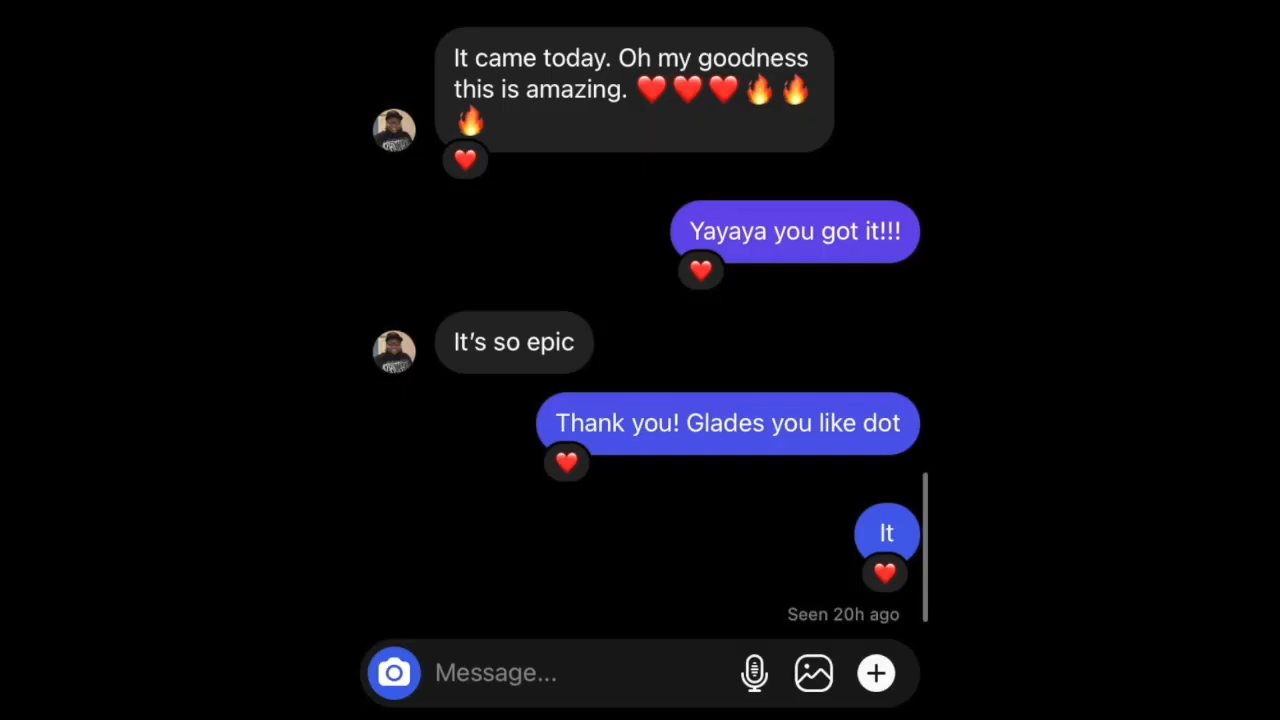 It came today. Oh my goodness
this is amazing. ❤️❤️❤️🔥🔥
🔥
❤️
Yayaya you got it!!!
❤️
It’s so epic
Thank you! Glades you like dot
❤️
It
❤️
Seen 20h ago
Message...